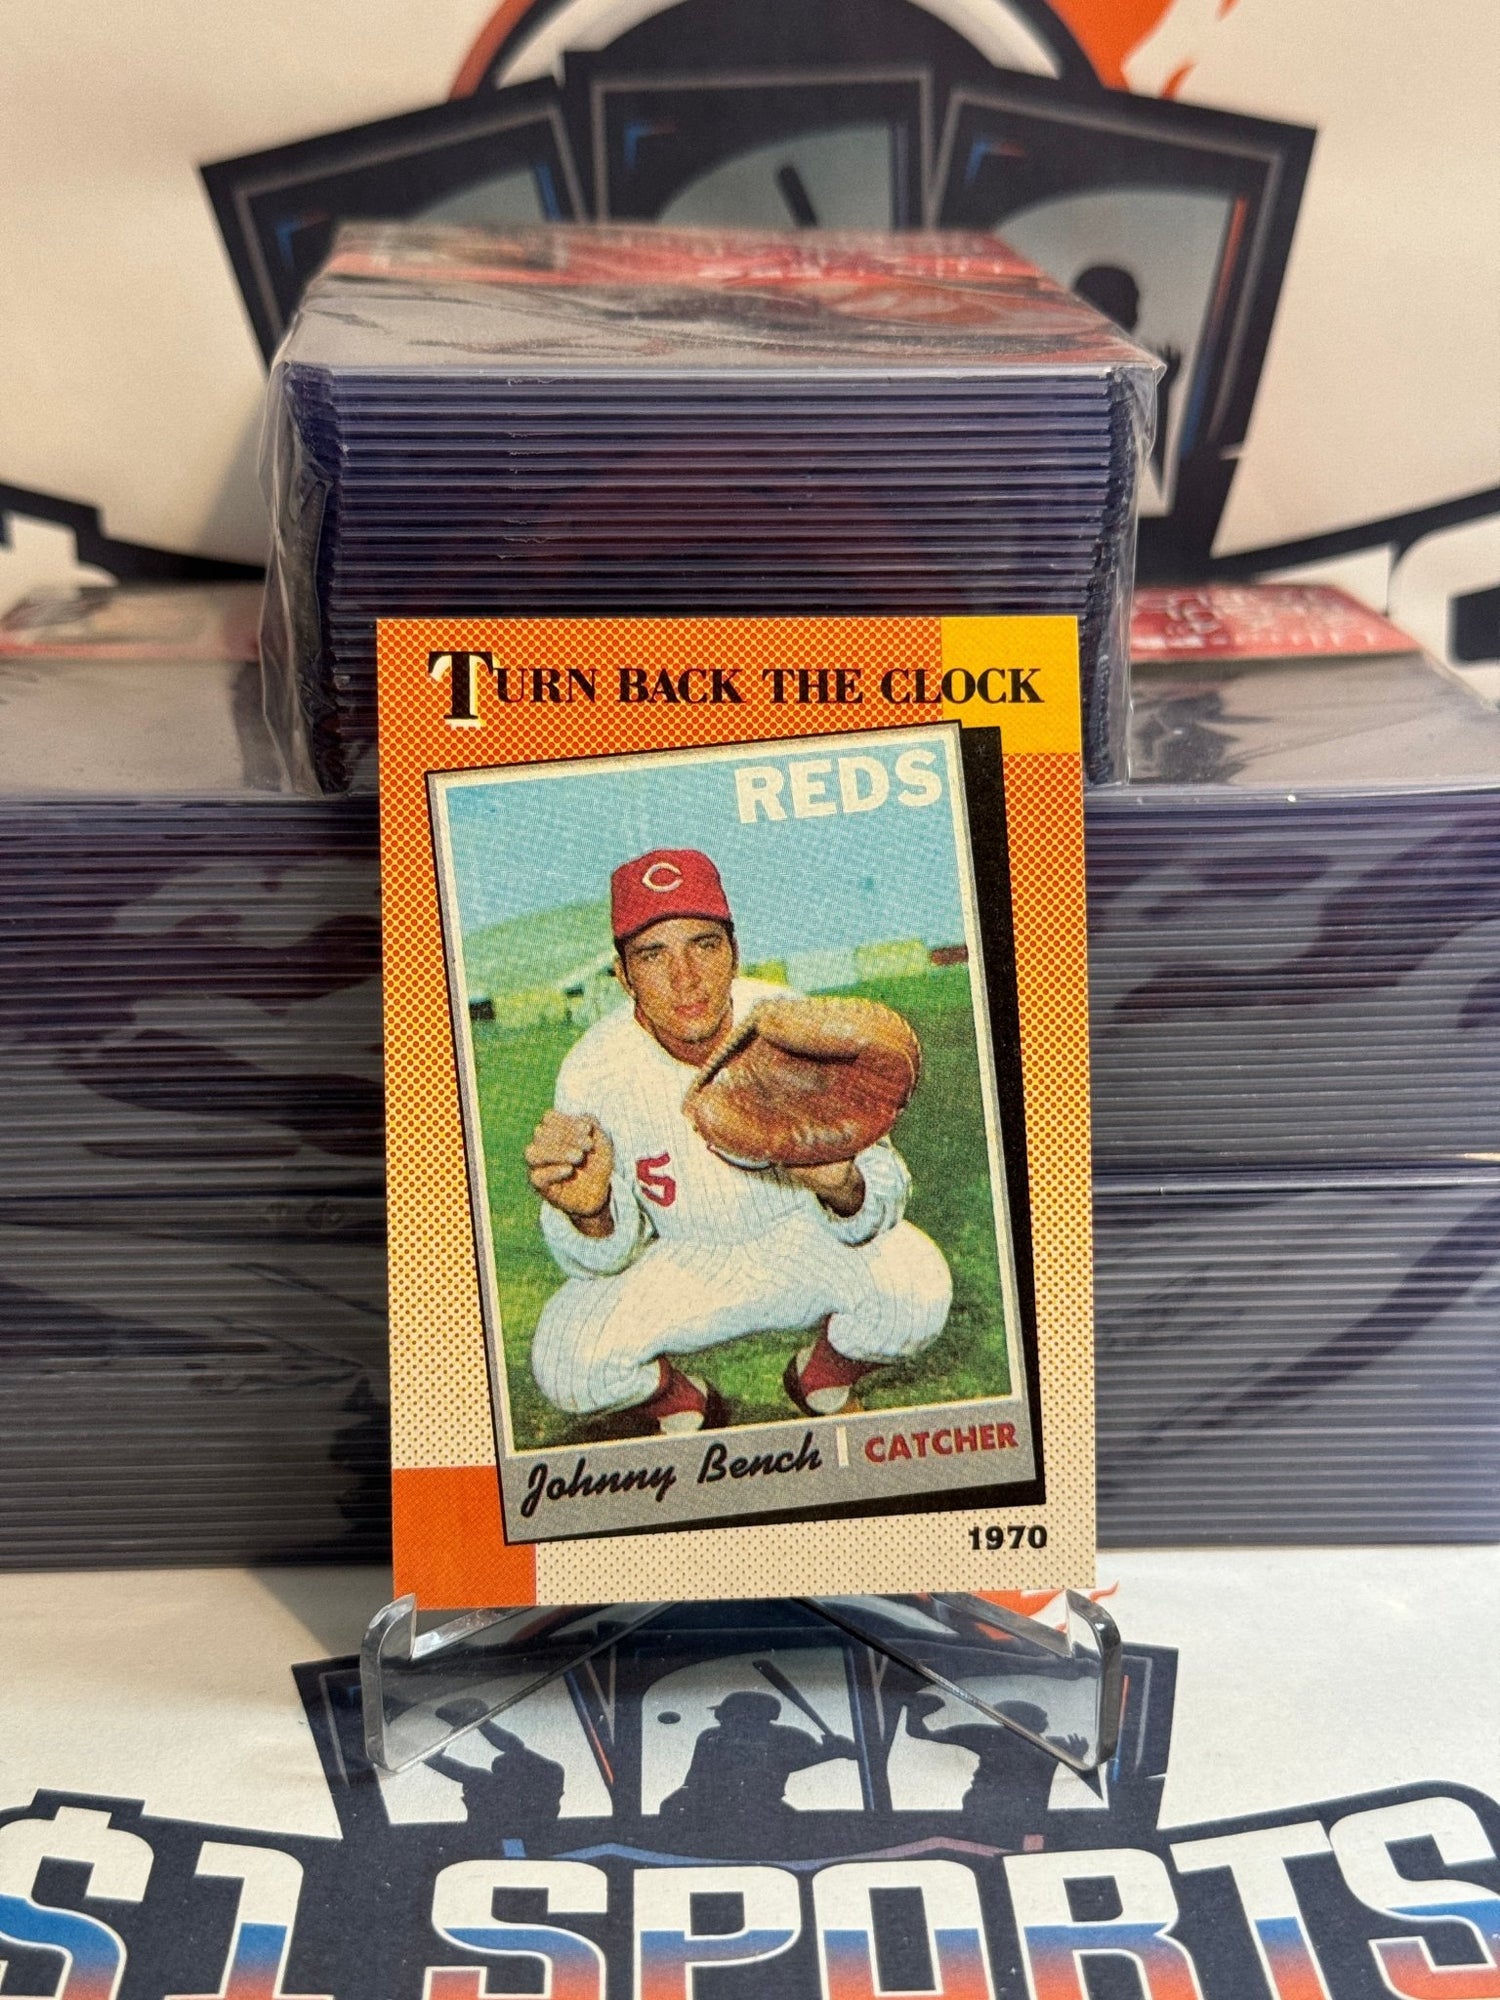 TURN BACK THE CLOCK
REDS
C
5
Johnny Bench | CATCHER
1970
$1 SPORTS